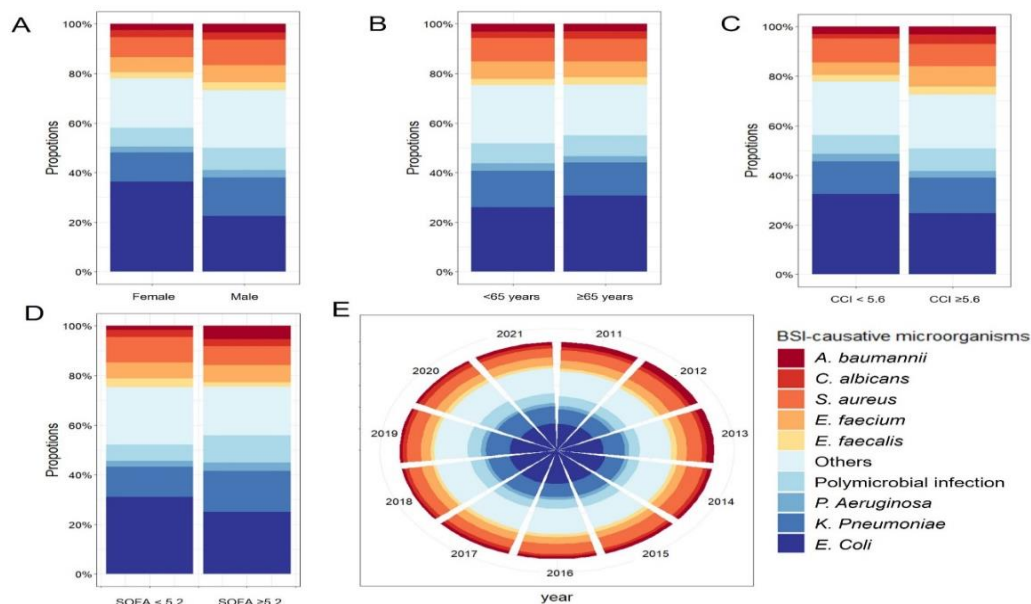 A
Propotions
100%
80%
60%
40%
20%
0%
Female
Male
B
Propotions
100%
80%
60%
40%
20%
0%
<65 years
≥65 years
C
Propotions
100%
80%
60%
40%
20%
0%
CCI < 5.6
CCI ≥5.6
D
Propotions
100%
80%
60%
40%
20%
0%
SOFA < 5.2
SOFA ≥5.2
E
2021
2011
2020
2012
2019
2013
2018
2014
2017
2015
2016
year
BSI-causative microorganisms
A. baumannii
C. albicans
S. aureus
E. faecium
E. faecalis
Others
Polymicrobial infection
P. Aeruginosa
K. Pneumoniae
E. Coli